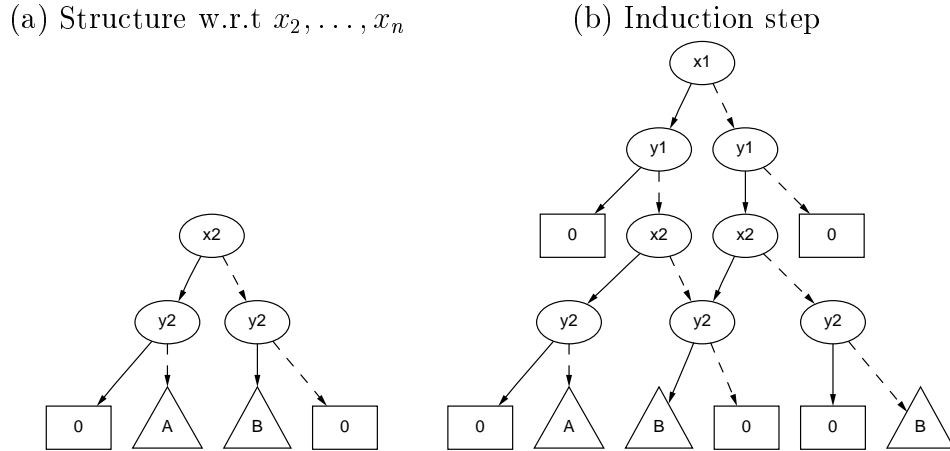 (a) Structure w.r.t x₂, . . . , xₙ
(b) Induction step
x1
y1 y1
0 x2 x2 0
x2
y2 y2 y2
y2 y2
0 A B 0
0 A B 0 0 B